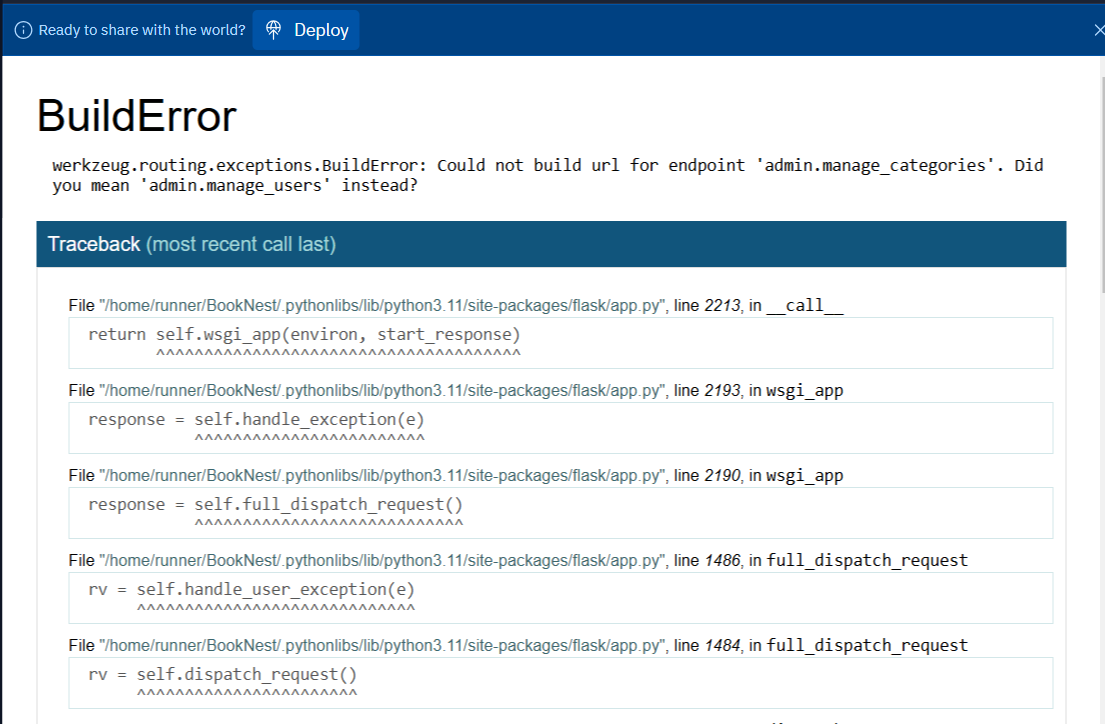 Ready to share with the world? Deploy
BuildError
werkzeug.routing.exceptions.BuildError: Could not build url for endpoint 'admin.manage_categories'. Did
you mean 'admin.manage_users' instead?
Traceback (most recent call last)
File "/home/runner/BookNest/.pythonlibs/lib/python3.11/site-packages/flask/app.py", line 2213, in __call__
return self.wsgi_app(environ, start_response)
^^^^^^^^^^^^^^^^^^^^^^^^^^^^^^^^^^^^^^
File "/home/runner/BookNest/.pythonlibs/lib/python3.11/site-packages/flask/app.py", line 2193, in wsgi_app
response = self.handle_exception(e)
^^^^^^^^^^^^^^^^^^^^^^^^
File "/home/runner/BookNest/.pythonlibs/lib/python3.11/site-packages/flask/app.py", line 2190, in wsgi_app
response = self.full_dispatch_request()
^^^^^^^^^^^^^^^^^^^^^^^^^^^^
File "/home/runner/BookNest/.pythonlibs/lib/python3.11/site-packages/flask/app.py", line 1486, in full_dispatch_request
rv = self.handle_user_exception(e)
^^^^^^^^^^^^^^^^^^^^^^^^^^^^^
File "/home/runner/BookNest/.pythonlibs/lib/python3.11/site-packages/flask/app.py", line 1484, in full_dispatch_request
rv = self.dispatch_request()
^^^^^^^^^^^^^^^^^^^^^^^